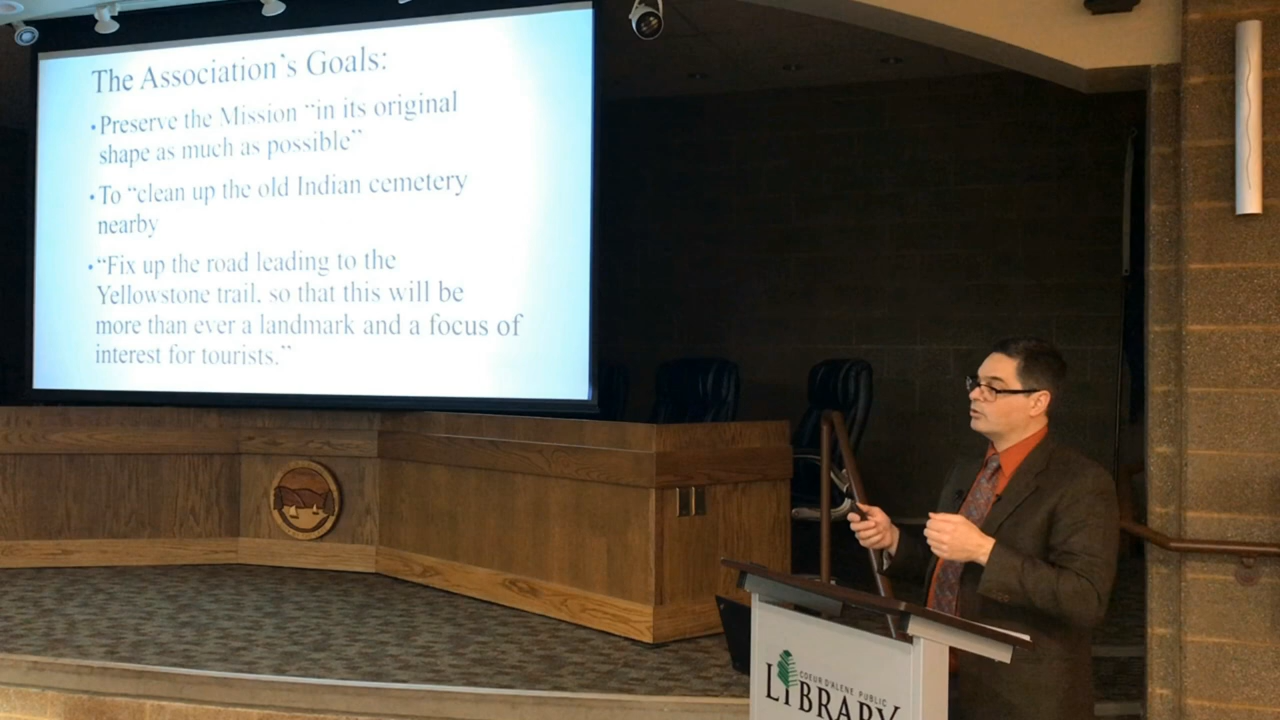 The Association's Goals:
•Preserve the Mission "in its original
shape as much as possible"
•To "clean up the old Indian cemetery
nearby
•"Fix up the road leading to the
Yellowstone trail, so that this will be
more than ever a landmark and a focus of
interest for tourists."
COEUR D'ALENE PUBLIC
LIBRARY